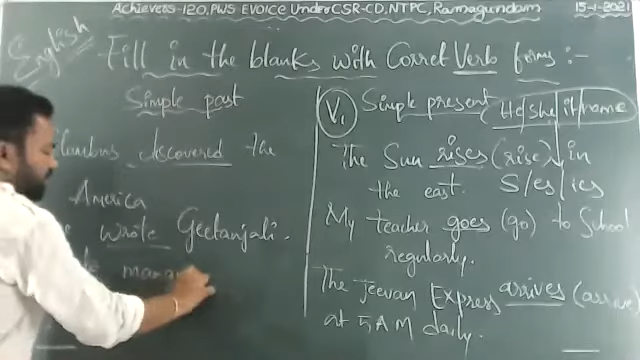 Achievers-120, PWS EVOICE Under CSR-CD, NTPC, Ramagundam 15-1-2021
English
Fill in the blanks with Corret Verb forms :-
Simple past
discovered the
America
wrote Geetanjali.
V1 Simple present He/she/it/name
The Sun rises (rise) in
the east. S/es/ies
My teacher goes (go) to School
regularly.
The Jeevan Express arrives (arrive)
at 5 AM daily.